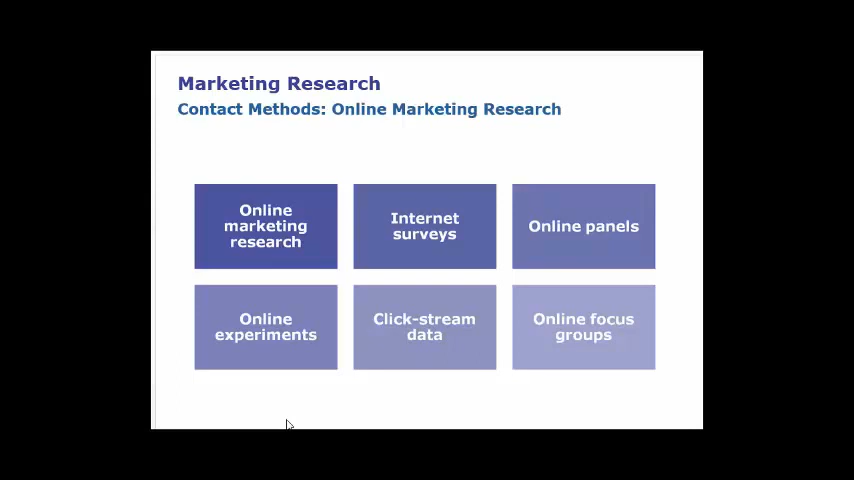 Marketing Research
Contact Methods: Online Marketing Research
Online
marketing
research
Internet
surveys
Online panels
Online
experiments
Click-stream
data
Online focus
groups